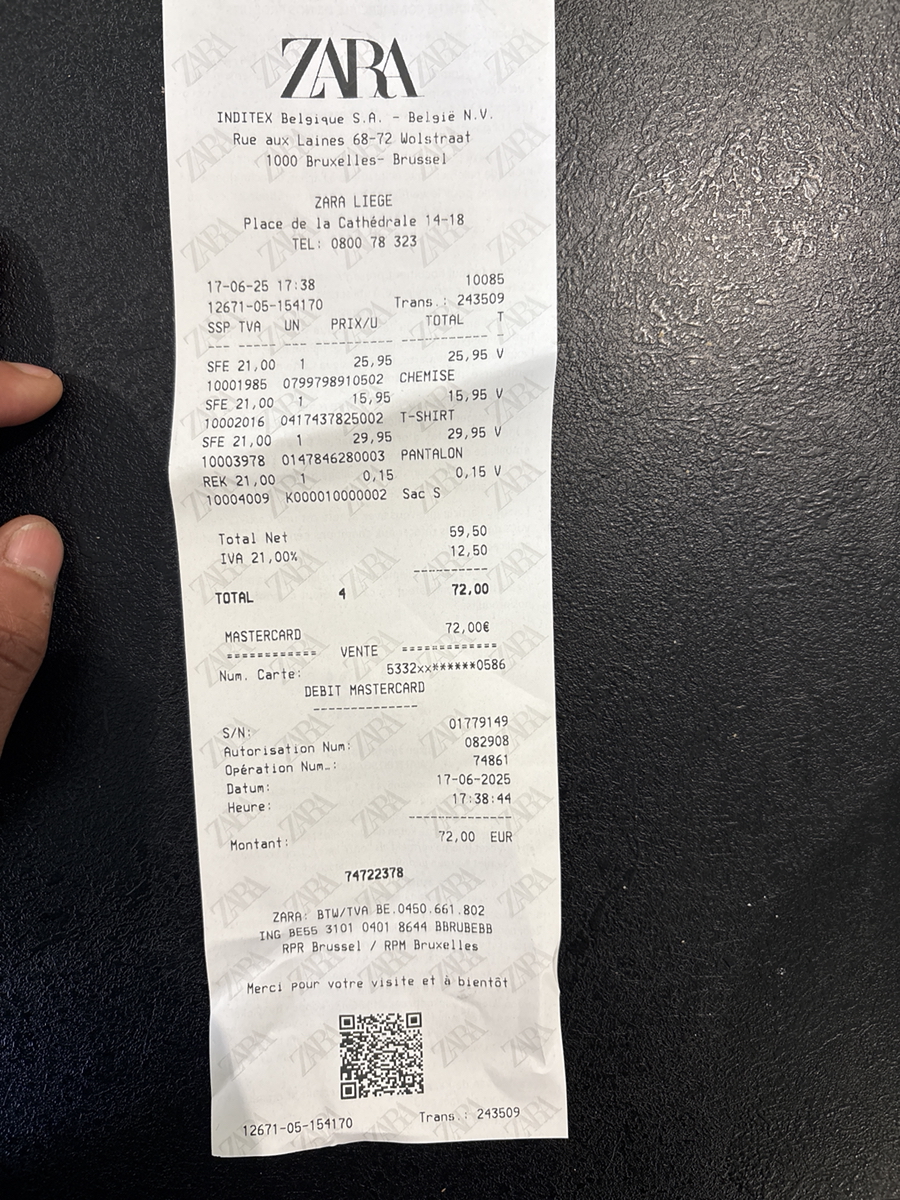 ZARA
INDITEX Belgique S.A. - België N.V.
Rue aux Laines 68-72 Wolstraat
1000 Bruxelles- Brussel
ZARA LIEGE
Place de la Cathédrale 14-18
TEL: 0800 78 323
17-06-25 17:38 10085
12671-05-154170 Trans.: 243509
SSP TVA UN PRIX/U TOTAL T
--- ----- --- ---------- ------------ -
SFE 21,00 1 25,95 25,95 V
10001985 0799798910502 CHEMISE
SFE 21,00 1 15,95 15,95 V
10002016 0417437825002 T-SHIRT
SFE 21,00 1 29,95 29,95 V
10003978 0147846280003 PANTALON
REK 21,00 1 0,15 0,15 V
10004009 K000010000002 Sac S
Total Net 59,50
IVA 21,00% 12,50
----------
TOTAL 4 72,00
MASTERCARD 72,00€
============ VENTE =============
Num. Carte: 5332xx******0586
DEBIT MASTERCARD
--------------
S/N: 01779149
Autorisation Num: 082908
Opération Num.: 74861
Datum: 17-06-2025
Heure: 17:38:44
--------------
Montant: 72,00 EUR
74722378
ZARA: BTW/TVA BE.0450.661.802
ING BE55 3101 0401 8644 BBRUBEBB
RPR Brussel / RPM Bruxelles
Merci pour votre visite et à bientôt
12671-05-154170 Trans.: 243509